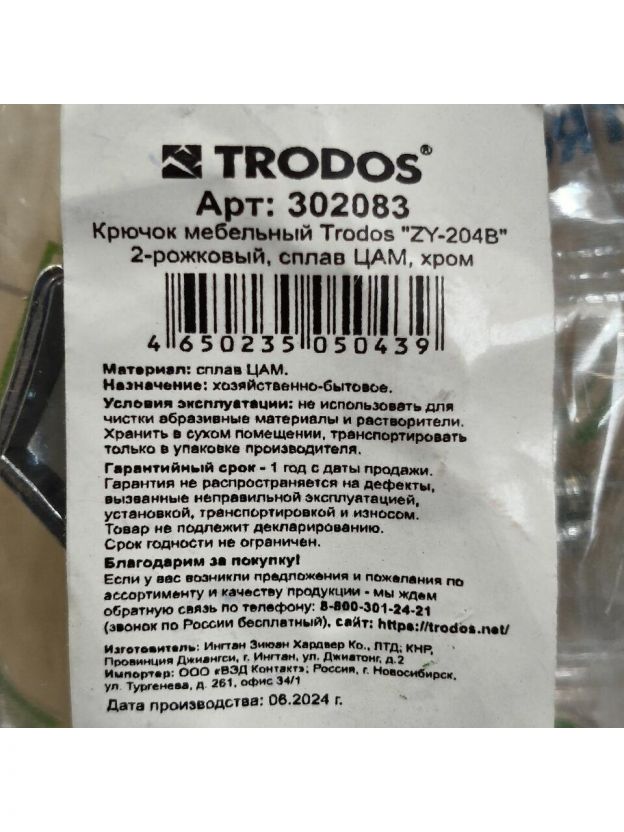 TRODOS®
Арт: 302083
Крючок мебельный Trodos "ZY-204B"
2-рожковый, сплав ЦАМ, хром
4 650235 050439
Материал: сплав ЦАМ.
Назначение: хозяйственно-бытовое.
Условия эксплуатации: не использовать для
чистки абразивные материалы и растворители.
Хранить в сухом помещении, транспортировать
только в упаковке производителя.
Гарантийный срок - 1 год с даты продажи.
Гарантия не распространяется на дефекты,
вызванные неправильной эксплуатацией,
установкой, транспортировкой и износом.
Товар не подлежит декларированию.
Срок годности не ограничен.
Благодарим за покупку!
Если у вас возникли предложения и пожелания по
ассортименту и качеству продукции - мы ждем
обратную связь по телефону: 8-800-301-24-21
(звонок по России бесплатный), сайт: https://trodos.net/
Изготовитель: Ингтан Зиюан Хардвер Ко., ЛТД; КНР,
Провинция Джиангси, г. Ингтан, ул. Джиатонг, д.2
Импортер: ООО «ВЭД Контакт»; Россия, г. Новосибирск,
ул. Тургенева, д. 261, офис 34/1
Дата производства: 06.2024 г.